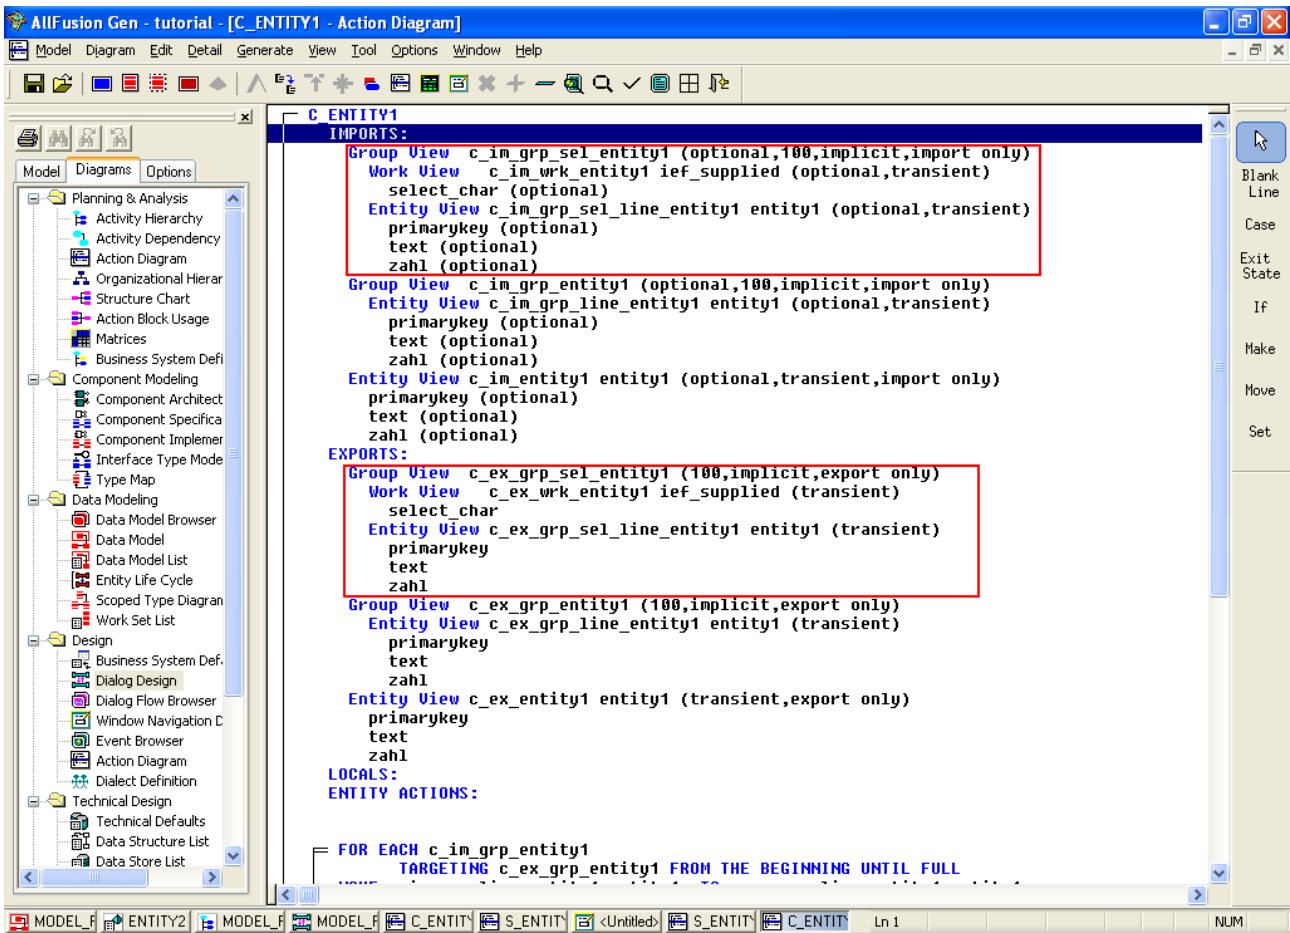 AllFusion Gen - tutorial - [C_ENTITY1 - Action Diagram]
Model Diagram Edit Detail Generate View Tool Options Window Help
Model Diagrams Options
Planning & Analysis
Activity Hierarchy
Activity Dependency
Action Diagram
Organizational Hierar
Structure Chart
Action Block Usage
Matrices
Business System Defi
Component Modeling
Component Architect
Component Specifica
Component Implemer
Interface Type Mode
Type Map
Data Modeling
Data Model Browser
Data Model
Data Model List
Entity Life Cycle
Scoped Type Diagran
Work Set List
Design
Business System Def
Dialog Design
Dialog Flow Browser
Window Navigation D
Event Browser
Action Diagram
Dialect Definition
Technical Design
Technical Defaults
Data Structure List
Data Store List
C_ENTITY1
IMPORTS:
Group View c_im_grp_sel_entity1 (optional,100,implicit,import only)
Work View c_im_wrk_entity1 ief_supplied (optional,transient)
select_char (optional)
Entity View c_im_grp_sel_line_entity1 entity1 (optional,transient)
primarykey (optional)
text (optional)
zahl (optional)
Group View c_im_grp_entity1 (optional,100,implicit,import only)
Entity View c_im_grp_line_entity1 entity1 (optional,transient)
primarykey (optional)
text (optional)
zahl (optional)
Entity View c_im_entity1 entity1 (optional,transient,import only)
primarykey (optional)
text (optional)
zahl (optional)
EXPORTS:
Group View c_ex_grp_sel_entity1 (100,implicit,export only)
Work View c_ex_wrk_entity1 ief_supplied (transient)
select_char
Entity View c_ex_grp_sel_line_entity1 entity1 (transient)
primarykey
text
zahl
Group View c_ex_grp_entity1 (100,implicit,export only)
Entity View c_ex_grp_line_entity1 entity1 (transient)
primarykey
text
zahl
Entity View c_ex_entity1 entity1 (transient,export only)
primarykey
text
zahl
LOCALS:
ENTITY ACTIONS:
FOR EACH c_im_grp_entity1
TARGETING c_ex_grp_entity1 FROM THE BEGINNING UNTIL FULL
Blank
Line
Case
Exit
State
If
Make
Move
Set
MODEL_F ENTITY2 MODEL_F MODEL_F C_ENTIT S_ENTIT <Untitled> S_ENTIT C_ENTIT Ln 1 NUM